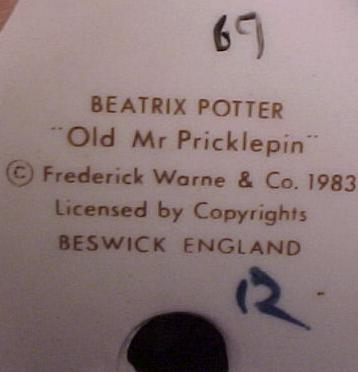 69
BEATRIX POTTER
"Old Mr Pricklepin"
© Frederick Warne & Co. 1983
Licensed by Copyrights
BESWICK ENGLAND
12